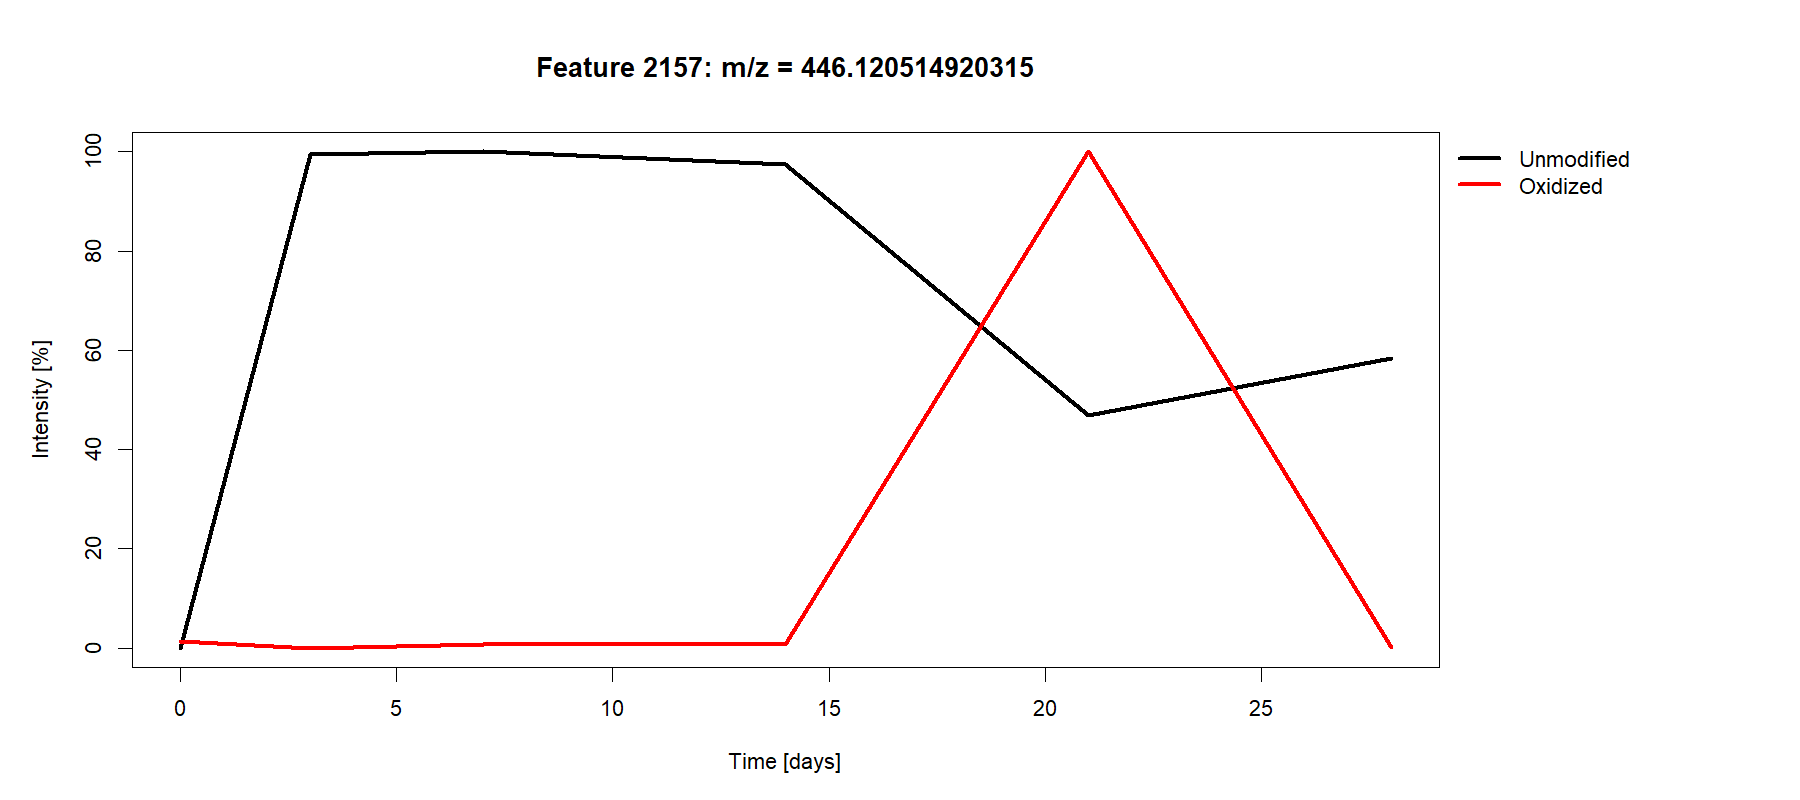 Feature 2157: m/z = 446.120514920315
Unmodified
Oxidized
Intensity [%]
100
80
60
40
20
0
0 5 10 15 20 25
Time [days]